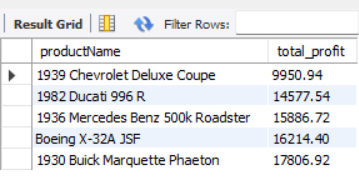 Result Grid Filter Rows:
productName total_profit
1939 Chevrolet Deluxe Coupe 9950.94
1982 Ducati 996 R 14577.54
1936 Mercedes Benz 500k Roadster 15886.72
Boeing X-32A JSF 16214.40
1930 Buick Marquette Phaeton 17806.92